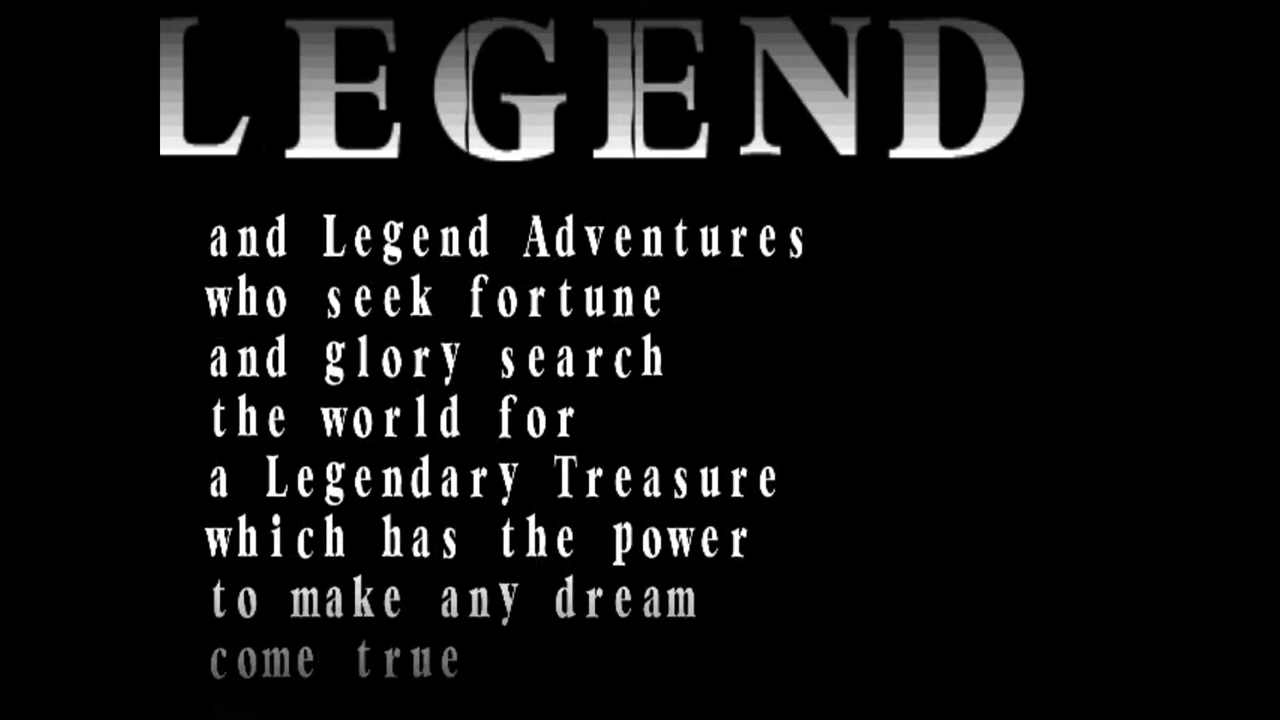 LEGEND
and Legend Adventures
who seek fortune
and glory search
the world for
a Legendary Treasure
which has the power
to make any dream
come true